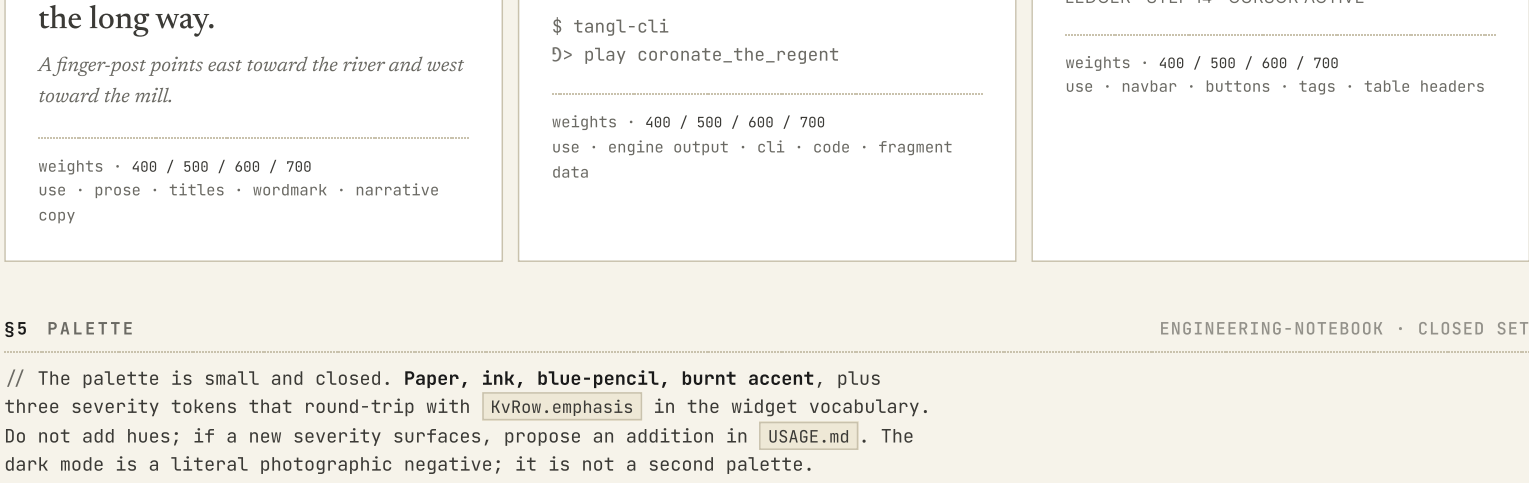 the long way.
A finger-post points east toward the river and west
toward the mill.
weights · 400 / 500 / 600 / 700
use · prose · titles · wordmark · narrative
copy
$ tangl-cli
Ᵹ> play coronate_the_regent
weights · 400 / 500 / 600 / 700
use · engine output · cli · code · fragment
data
weights · 400 / 500 / 600 / 700
use · navbar · buttons · tags · table headers
§5 PALETTE
ENGINEERING-NOTEBOOK · CLOSED SET
// The palette is small and closed. Paper, ink, blue-pencil, burnt accent, plus
three severity tokens that round-trip with KvRow.emphasis in the widget vocabulary.
Do not add hues; if a new severity surfaces, propose an addition in USAGE.md. The
dark mode is a literal photographic negative; it is not a second palette.